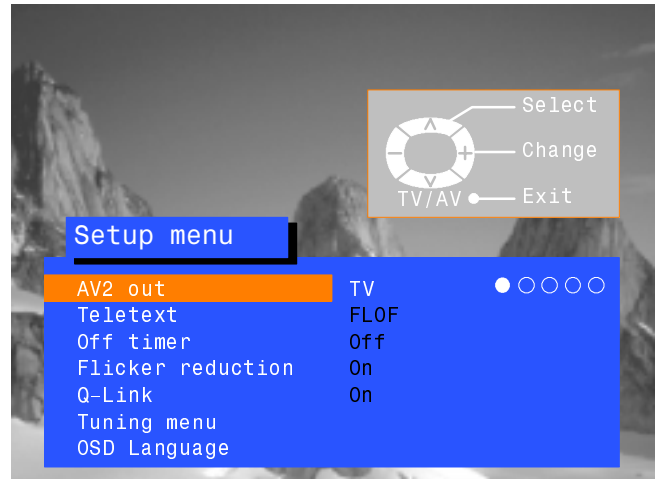 Select
Change
TV/AV Exit
Setup menu
AV2 out TV
Teletext FLOF
Off timer Off
Flicker reduction On
Q-Link On
Tuning menu
OSD Language